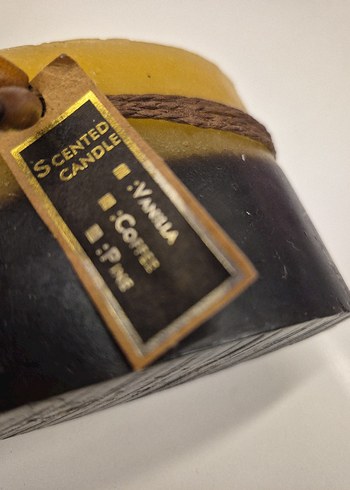 SCENTED
CANDLE
:VANILLA
:COFFEE
:PINE